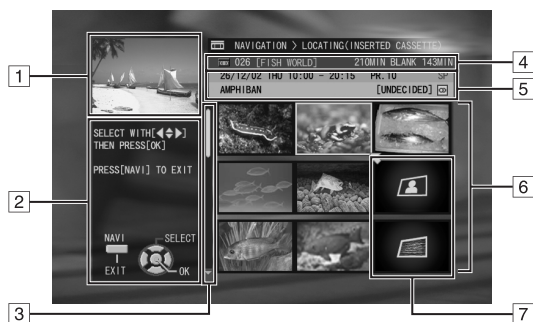 NAVIGATION > LOCATING(INSERTED CASSETTE)
026 [FISH WORLD] 210MIN BLANK 143MIN
26/12/02 THU 10:00 - 20:15 PR.10 SP
AMPHIBAN [UNDECIDED]
SELECT WITH[◀♦▶]
THEN PRESS[OK]
PRESS[NAVI] TO EXIT
NAVI
SELECT
EXIT
OK
1
2
3
4
5
6
7